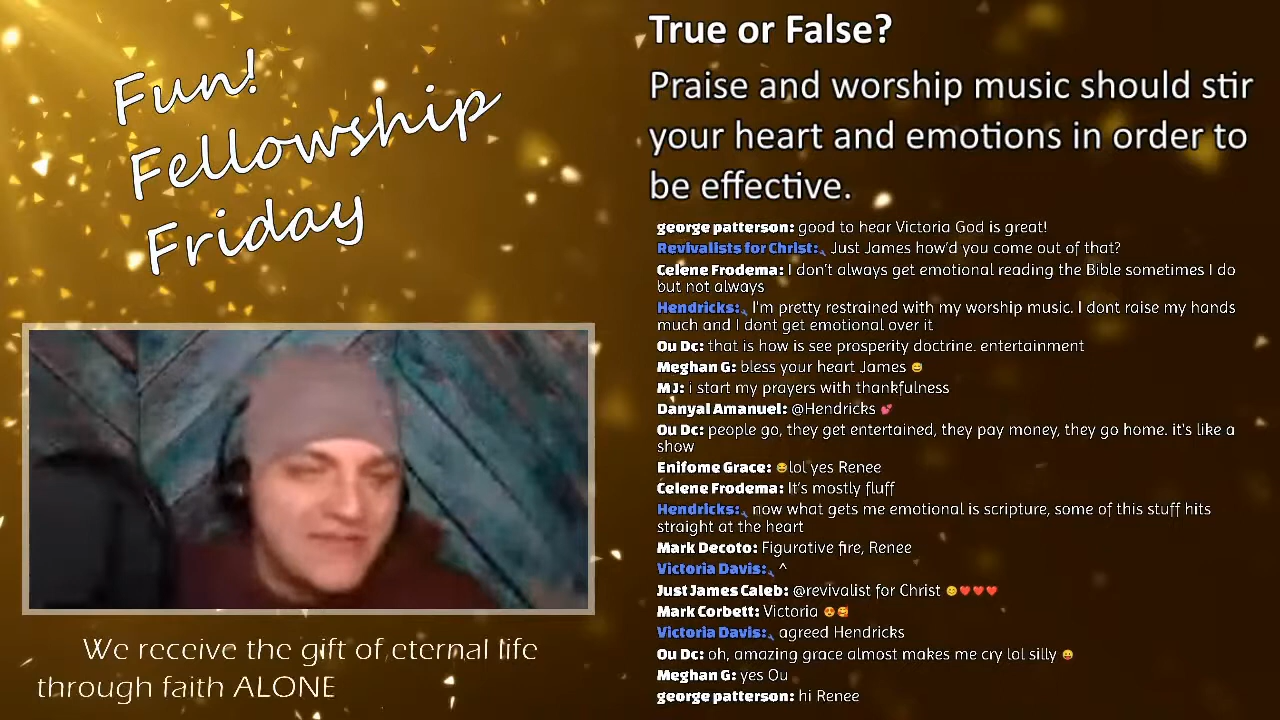 Fun!
Fellowship
Friday
True or False?
Praise and worship music should stir
your heart and emotions in order to
be effective.
george patterson: good to hear Victoria God is great!
Revivalists for Christ: Just James how'd you come out of that?
Celene Frodema: I don't always get emotional reading the Bible sometimes I do
but not always
Hendricks: I'm pretty restrained with my worship music. I dont raise my hands
much and I dont get emotional over it
Ou Dc: that is how is see prosperity doctrine. entertainment
Meghan G: bless your heart James 😅
M J: i start my prayers with thankfulness
Danyal Amanuel: @Hendricks 💕
Ou Dc: people go, they get entertained, they pay money, they go home. it's like a
show
Enifome Grace: 😂lol yes Renee
Celene Frodema: It's mostly fluff
Hendricks: now what gets me emotional is scripture, some of this stuff hits
straight at the heart
Mark Decoto: Figurative fire, Renee
Victoria Davis: ^
Just James Caleb: @revivalist for Christ 😊❤️❤️❤️
Mark Corbett: Victoria 😍🥰
Victoria Davis: agreed Hendricks
Ou Dc: oh, amazing grace almost makes me cry lol silly 😛
Meghan G: yes Ou
george patterson: hi Renee
We receive the gift of eternal life
through faith ALONE